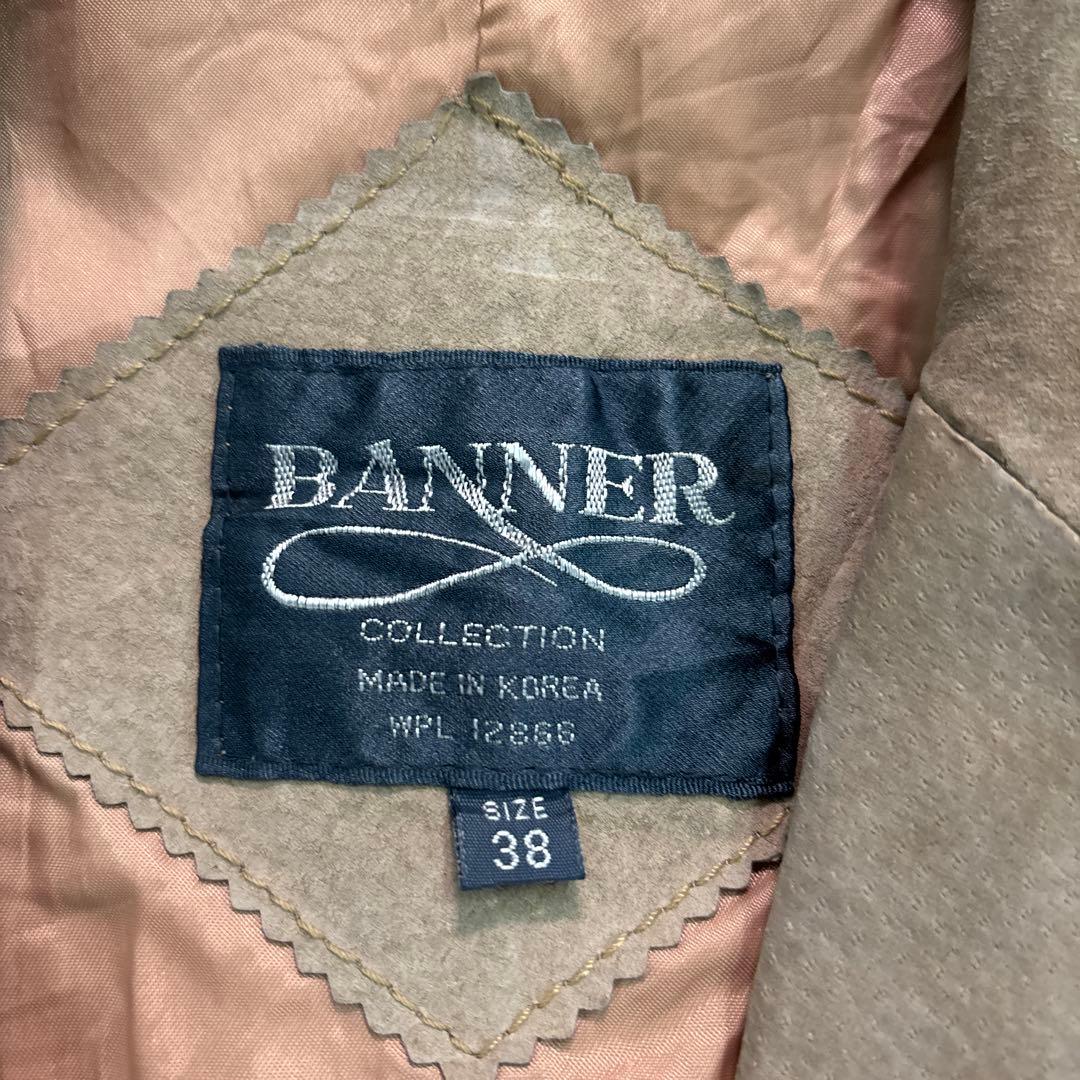 BANNER
COLLECTION
MADE IN KOREA
WPL 12866
SIZE
38